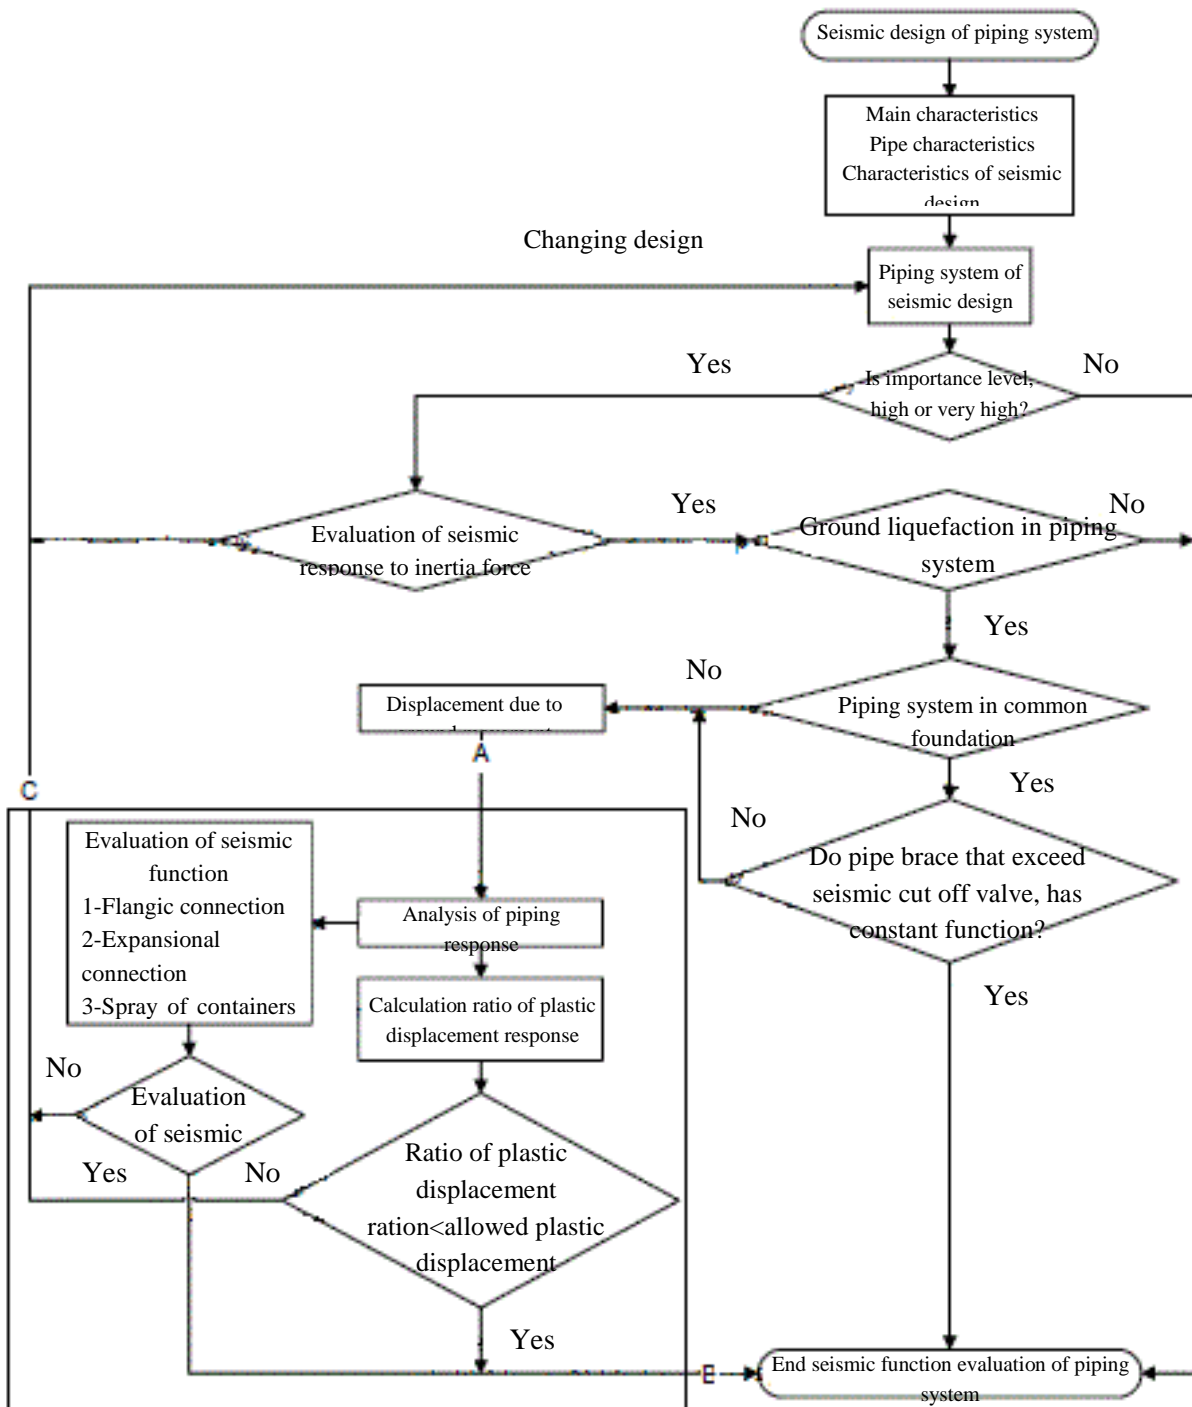 Seismic design of piping system
Main characteristics
Pipe characteristics
Characteristics of seismic
design
Changing design
Piping system of
seismic design
Yes
No
Is importance level,
high or very high?
Evaluation of seismic
response to inertia force
Yes
Ground liquefaction in piping
system
No
Yes
No
Displacement due to
Piping system in common
foundation
A
Yes
C
No
Do pipe brace that exceed
seismic cut off valve, has
constant function?
Yes
Evaluation of seismic
function
1-Flangic connection
2-Expansional
connection
3-Spray of containers
Analysis of piping
response
Calculation ratio of plastic
displacement response
No
Evaluation
of seismic
Yes
No
Ratio of plastic
displacement
ration<allowed plastic
displacement
Yes
E
End seismic function evaluation of piping
system